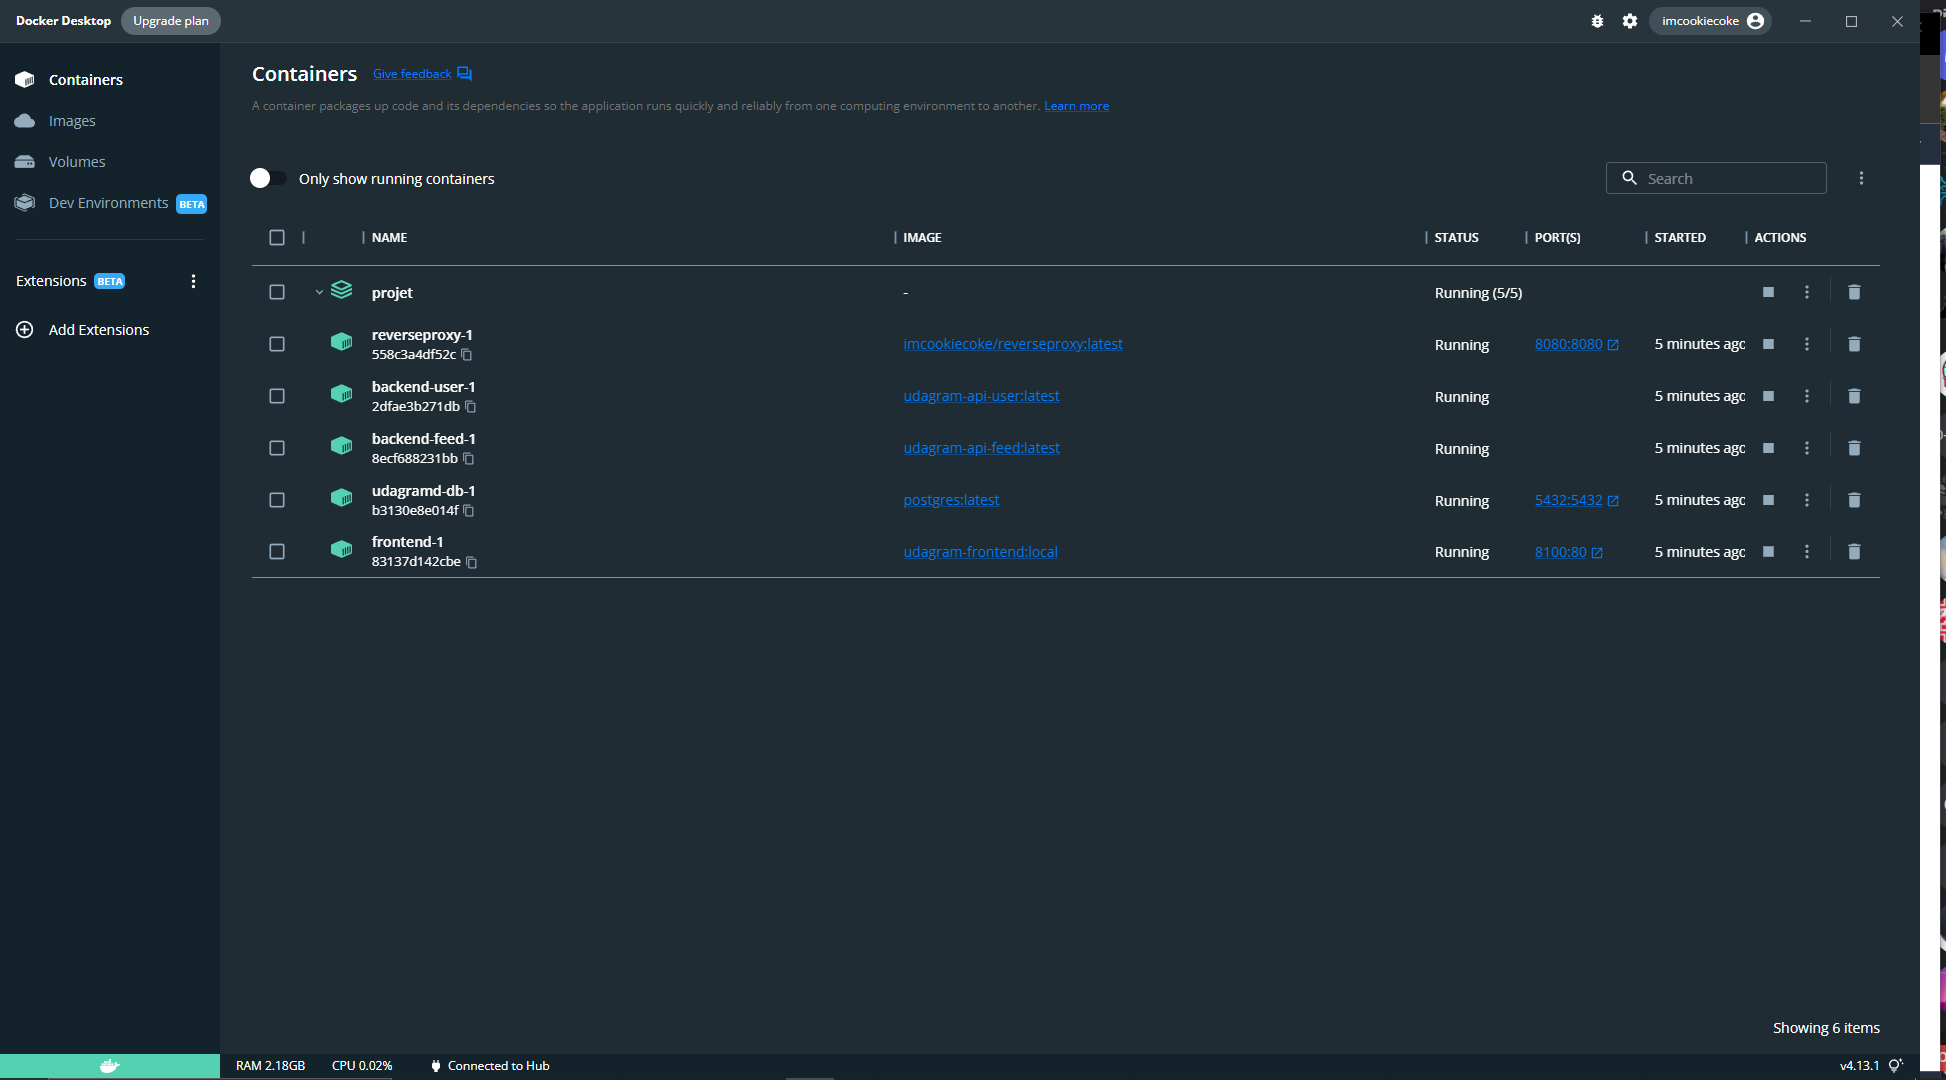 Docker Desktop Upgrade plan imcookiecoke
Containers
Images
Volumes
Dev Environments BETA
Extensions BETA
Add Extensions
Containers Give feedback
A container packages up code and its dependencies so the application runs quickly and reliably from one computing environment to another. Learn more
Only show running containers Search
NAME IMAGE STATUS PORT(S) STARTED ACTIONS
projet - Running (5/5)
reverseproxy-1
558c3a4df52c imcookiecoke/reverseproxy:latest Running 8080:8080 5 minutes ago
backend-user-1
2dfae3b271db udagram-api-user:latest Running 5 minutes ago
backend-feed-1
8ecf688231bb udagram-api-feed:latest Running 5 minutes ago
udagramd-db-1
b3130e8e014f postgres:latest Running 5432:5432 5 minutes ago
frontend-1
83137d142cbe udagram-frontend:local Running 8100:80 5 minutes ago
Showing 6 items
RAM 2.18GB CPU 0.02% Connected to Hub v4.13.1